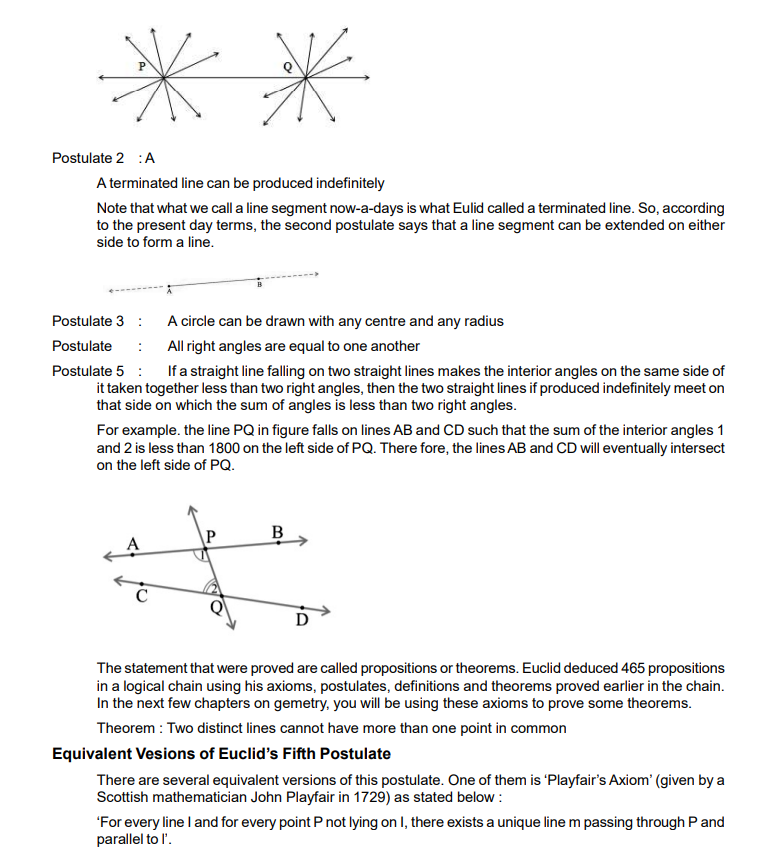 P Q
Postulate 2 : A
A terminated line can be produced indefinitely
Note that what we call a line segment now-a-days is what Eulid called a terminated line. So, according
to the present day terms, the second postulate says that a line segment can be extended on either
side to form a line.
A B
Postulate 3 : A circle can be drawn with any centre and any radius
Postulate : All right angles are equal to one another
Postulate 5 : If a straight line falling on two straight lines makes the interior angles on the same side of
it taken together less than two right angles, then the two straight lines if produced indefinitely meet on
that side on which the sum of angles is less than two right angles.
For example. the line PQ in figure falls on lines AB and CD such that the sum of the interior angles 1
and 2 is less than 1800 on the left side of PQ. There fore, the lines AB and CD will eventually intersect
on the left side of PQ.
A P B
1
2
C Q D
The statement that were proved are called propositions or theorems. Euclid deduced 465 propositions
in a logical chain using his axioms, postulates, definitions and theorems proved earlier in the chain.
In the next few chapters on gemetry, you will be using these axioms to prove some theorems.
Theorem : Two distinct lines cannot have more than one point in common
Equivalent Vesions of Euclid's Fifth Postulate
There are several equivalent versions of this postulate. One of them is 'Playfair's Axiom' (given by a
Scottish mathematician John Playfair in 1729) as stated below :
'For every line l and for every point P not lying on l, there exists a unique line m passing through P and
parallel to l'.